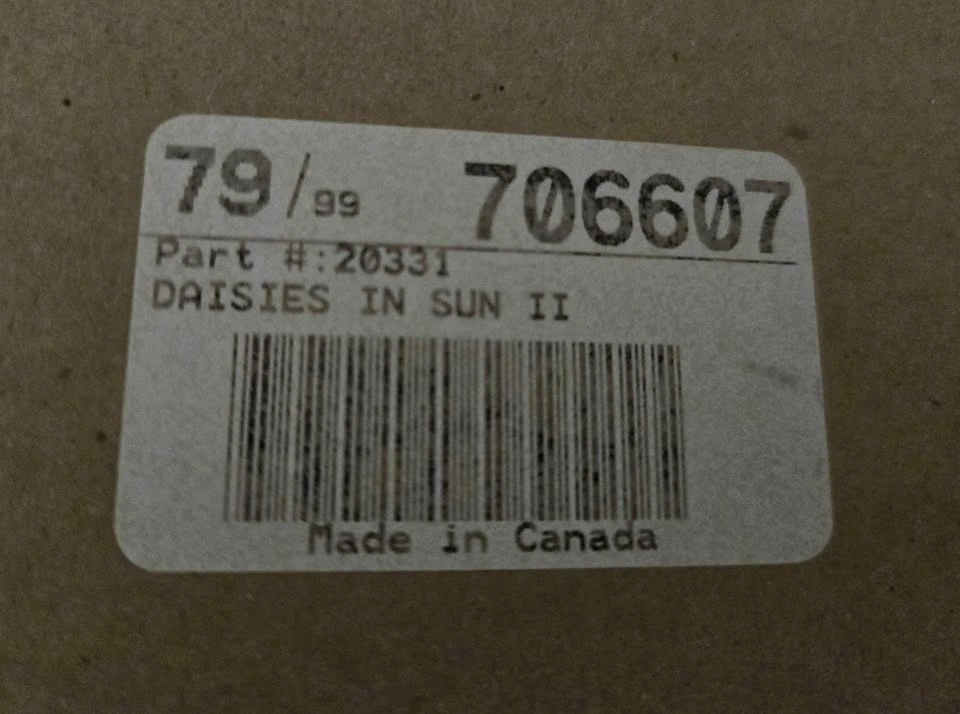 79/99 706607
Part #:20331
DAISIES IN SUN II
Made in Canada